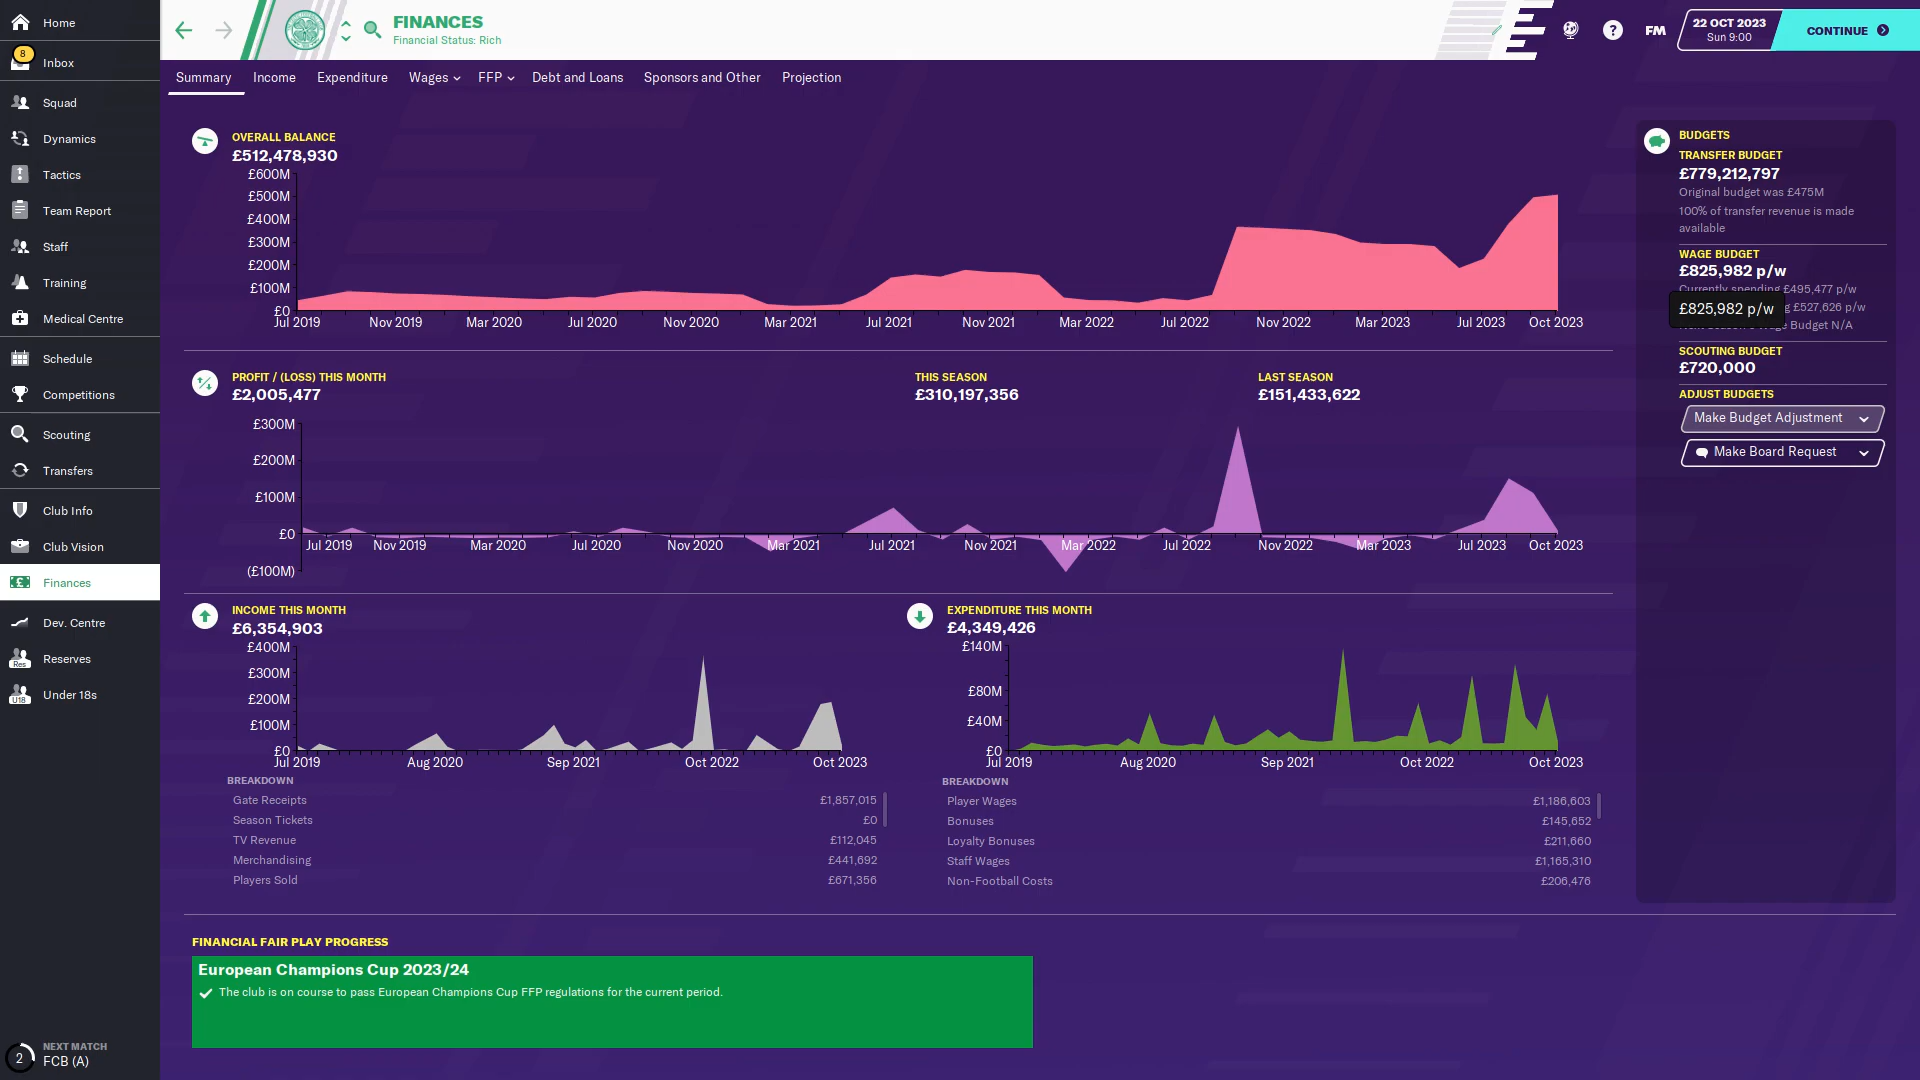 Home
8
Inbox
Squad
Dynamics
Tactics
Team Report
Staff
Training
Medical Centre
Schedule
Competitions
Scouting
Transfers
Club Info
Club Vision
Finances
Dev. Centre
Res
Reserves
U18
Under 18s
2
NEXT MATCH
FCB (A)
FINANCES
Financial Status: Rich
?
FM
22 OCT 2023
Sun 9:00
CONTINUE
Summary Income Expenditure Wages FFP Debt and Loans Sponsors and Other Projection
OVERALL BALANCE
£512,478,930
£600M
£500M
£400M
£300M
£200M
£100M
£0
Jul 2019 Nov 2019 Mar 2020 Jul 2020 Nov 2020 Mar 2021 Jul 2021 Nov 2021 Mar 2022 Jul 2022 Nov 2022 Mar 2023 Jul 2023 Oct 2023
PROFIT / (LOSS) THIS MONTH
£2,005,477
THIS SEASON
£310,197,356
LAST SEASON
£151,433,622
£300M
£200M
£100M
£0
(£100M)
Jul 2019 Nov 2019 Mar 2020 Jul 2020 Nov 2020 Mar 2021 Jul 2021 Nov 2021 Mar 2022 Jul 2022 Nov 2022 Mar 2023 Jul 2023 Oct 2023
INCOME THIS MONTH
£6,354,903
£400M
£300M
£200M
£100M
£0
Jul 2019 Aug 2020 Sep 2021 Oct 2022 Oct 2023
BREAKDOWN
Gate Receipts £1,857,015
Season Tickets £0
TV Revenue £112,045
Merchandising £441,692
Players Sold £671,356
EXPENDITURE THIS MONTH
£4,349,426
£140M
£80M
£40M
£0
Jul 2019 Aug 2020 Sep 2021 Oct 2022 Oct 2023
BREAKDOWN
Player Wages £1,186,603
Bonuses £145,652
Loyalty Bonuses £211,660
Staff Wages £1,165,310
Non-Football Costs £206,476
FINANCIAL FAIR PLAY PROGRESS
European Champions Cup 2023/24
The club is on course to pass European Champions Cup FFP regulations for the current period.
BUDGETS
TRANSFER BUDGET
£779,212,797
Original budget was £475M
100% of transfer revenue is made
available
WAGE BUDGET
£825,982 p/w
Currently spending £495,477 p/w
£527,626 p/w
£825,982 p/w
Wage Budget N/A
SCOUTING BUDGET
£720,000
ADJUST BUDGETS
Make Budget Adjustment
Make Board Request